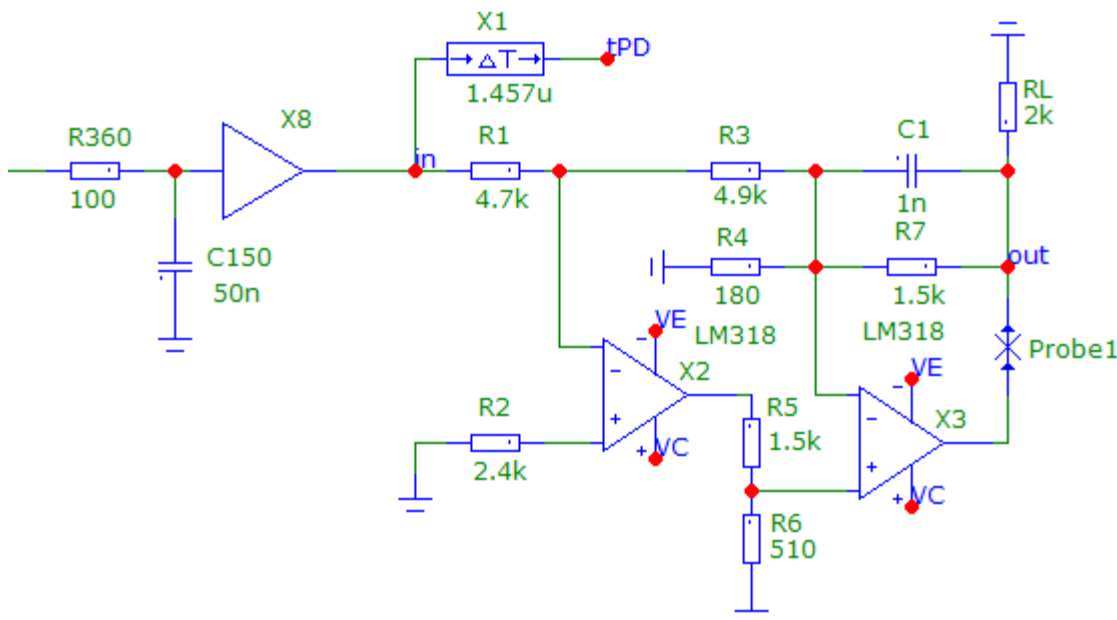 X1
tPD
1.457u
R360
100
X8
in
R1
4.7k
R3
4.9k
C1
1n
RL
2k
C150
50n
R4
180
R7
1.5k
out
VE
LM318
LM318
Probe1
- 
+
X2
VC
+
R2
2.4k
R5
1.5k
VE
- 
+
X3
VC
+
R6
510